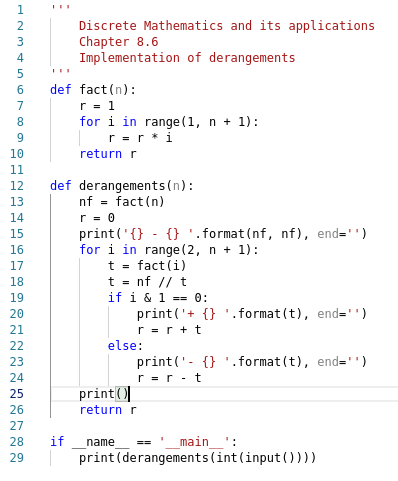 1 '''
2     Discrete Mathematics and its applications
3     Chapter 8.6
4     Implementation of derangements
5 '''
6 def fact(n):
7     r = 1
8     for i in range(1, n + 1):
9         r = r * i
10     return r
11
12 def derangements(n):
13     nf = fact(n)
14     r = 0
15     print('{} - {} '.format(nf, nf), end='')
16     for i in range(2, n + 1):
17         t = fact(i)
18         t = nf // t
19         if i & 1 == 0:
20             print('+ {} '.format(t), end='')
21             r = r + t
22         else:
23             print('- {} '.format(t), end='')
24             r = r - t
25     print()
26     return r
27
28 if __name__ == '__main__':
29     print(derangements(int(input())))